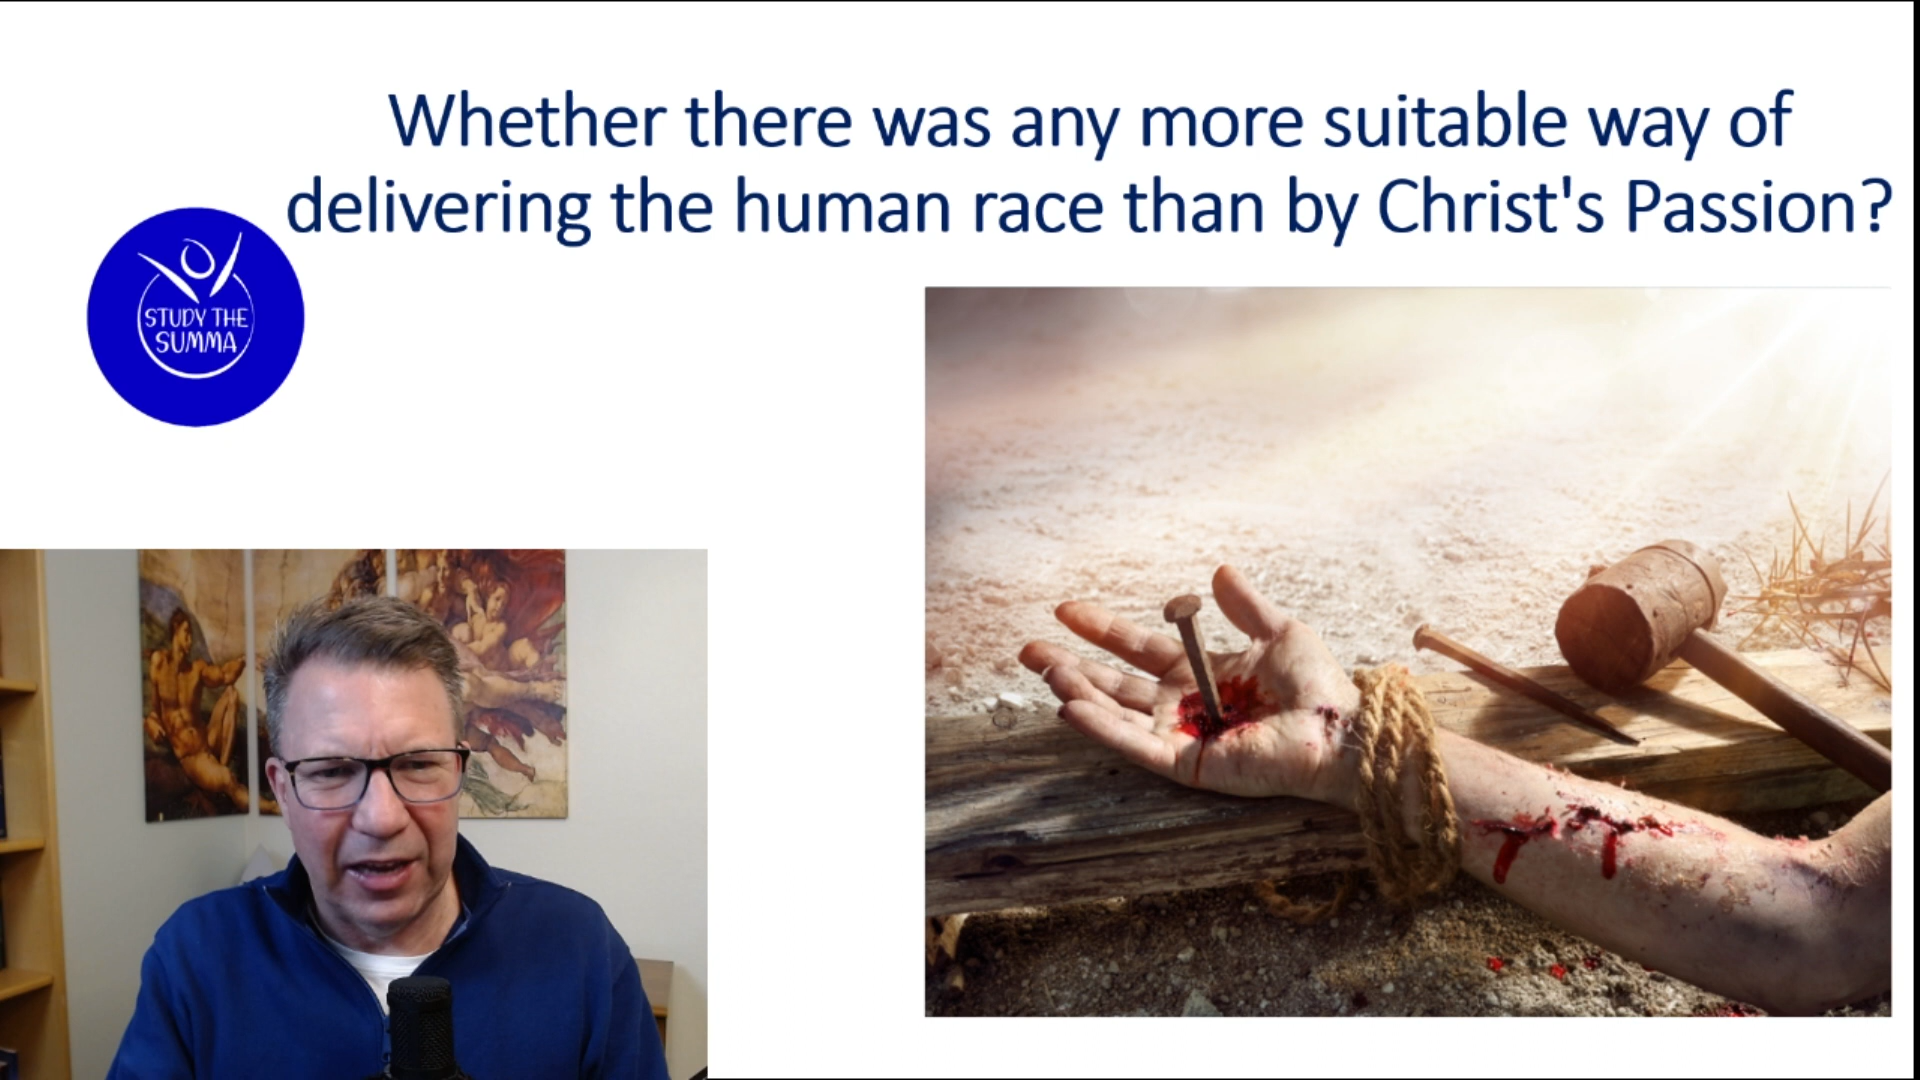 Whether there was any more suitable way of
delivering the human race than by Christ's Passion?
STUDY THE
SUMMA